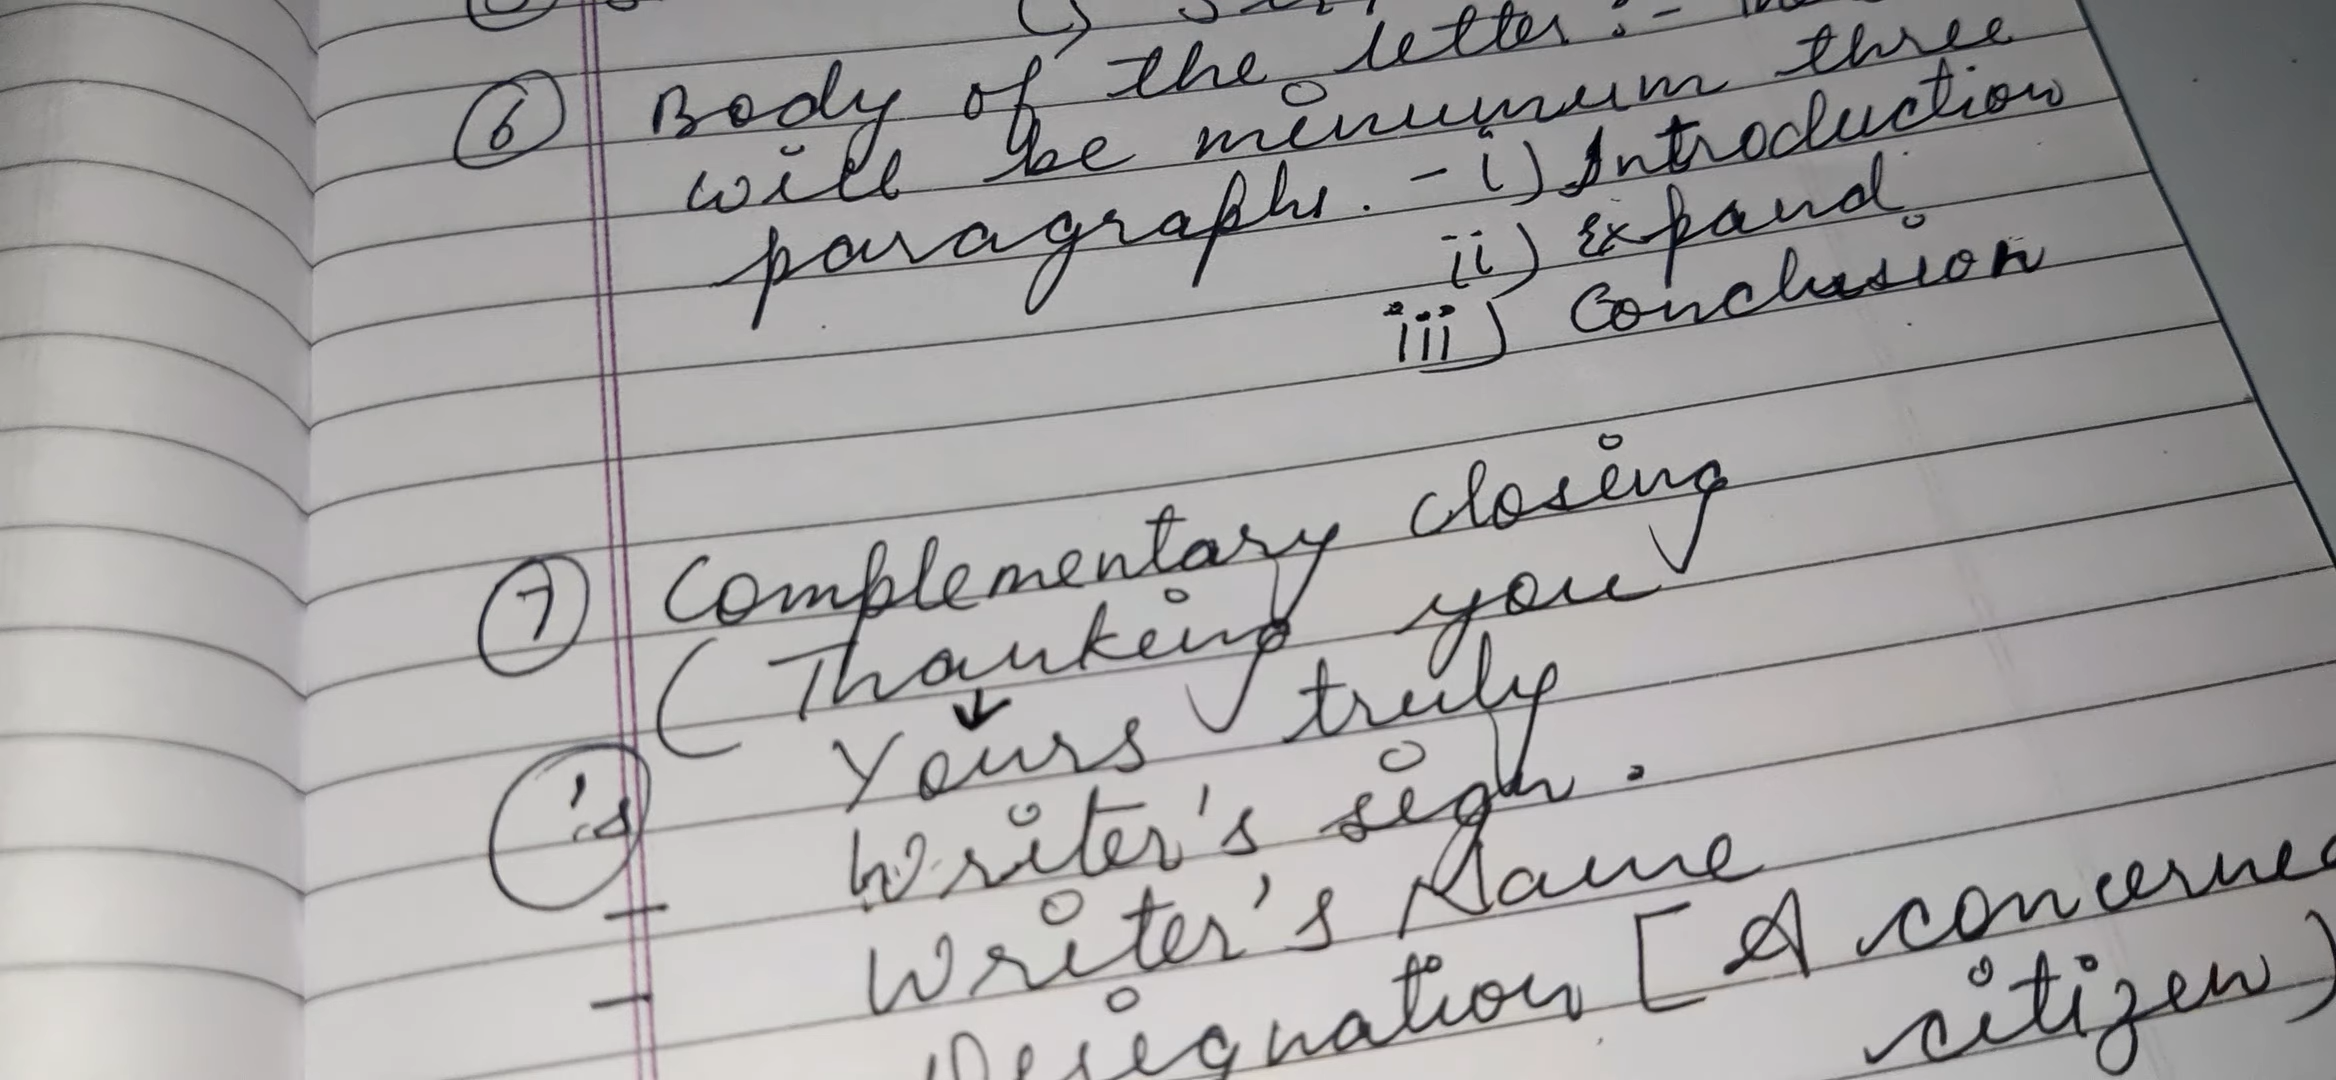 ⑥ Body of the letter :-
will be minumum three
paragraphs. - i) Introduction
ii) Expand
iii) Conclusion
⑦ Complementary closing
( Thanking you
↓
Yours truly
's
Writer's sign.
- Writer's Name
- Designation [ A concerned
citizen)